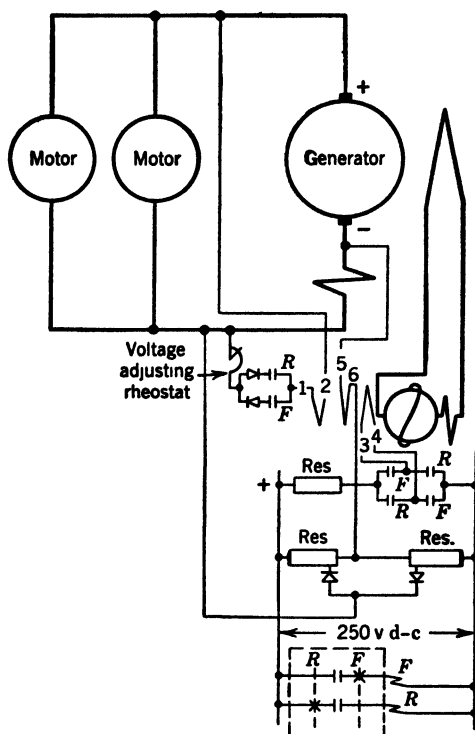 +
Motor
Motor
Generator
−
Voltage
adjusting
rheostat
R
F
1
2
5
6
3
4
R
F
R
F
+
Res
Res
Res.
250 v d-c
R
F
F
R